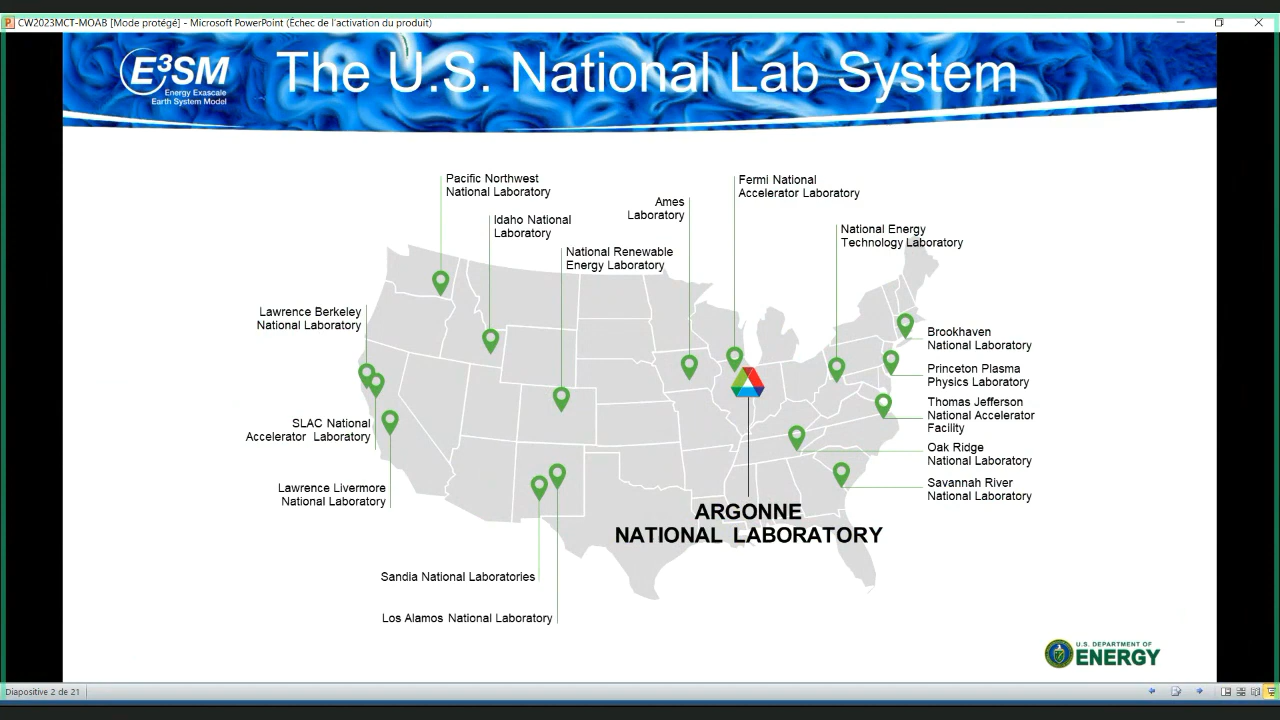 CW2023MCT-MOAB [Mode protégé] - Microsoft PowerPoint (Échec de l'activation du produit)
E³SM
Energy Exascale
Earth System Model
The U.S. National Lab System
Pacific Northwest
National Laboratory
Idaho National
Laboratory
National Renewable
Energy Laboratory
Ames
Laboratory
Fermi National
Accelerator Laboratory
National Energy
Technology Laboratory
Lawrence Berkeley
National Laboratory
SLAC National
Accelerator Laboratory
Lawrence Livermore
National Laboratory
Sandia National Laboratories
Los Alamos National Laboratory
ARGONNE
NATIONAL LABORATORY
Brookhaven
National Laboratory
Princeton Plasma
Physics Laboratory
Thomas Jefferson
National Accelerator
Facility
Oak Ridge
National Laboratory
Savannah River
National Laboratory
U.S. DEPARTMENT OF
ENERGY
Diapositive 2 de 21